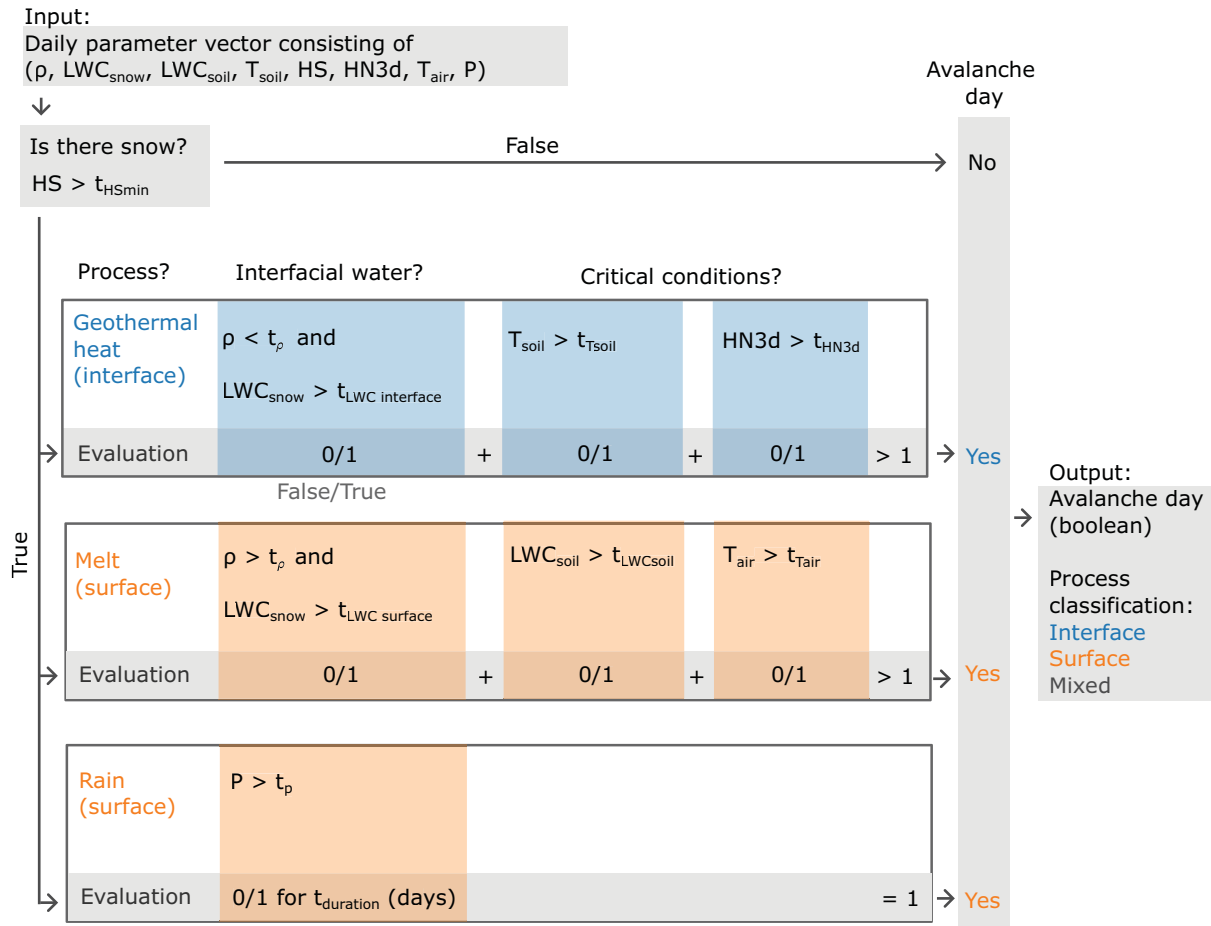 Input:
Daily parameter vector consisting of
(ρ, LWCsnow, LWCsoil, Tsoil, HS, HN3d, Tair, P)
Avalanche
day
Is there snow?
HS > tHSmin
False
No
True
Process?
Interfacial water?
Critical conditions?
Geothermal
heat
(interface)
ρ < tρ and
LWCsnow > tLWC interface
Tsoil > tTsoil
HN3d > tHN3d
Evaluation
0/1
+
0/1
+
0/1
> 1
Yes
False/True
Melt
(surface)
ρ > tρ and
LWCsnow > tLWC surface
LWCsoil > tLWCsoil
Tair > tTair
Evaluation
0/1
+
0/1
+
0/1
> 1
Yes
Rain
(surface)
P > tp
Evaluation
0/1 for tduration (days)
= 1
Yes
Output:
Avalanche day
(boolean)
Process
classification:
Interface
Surface
Mixed